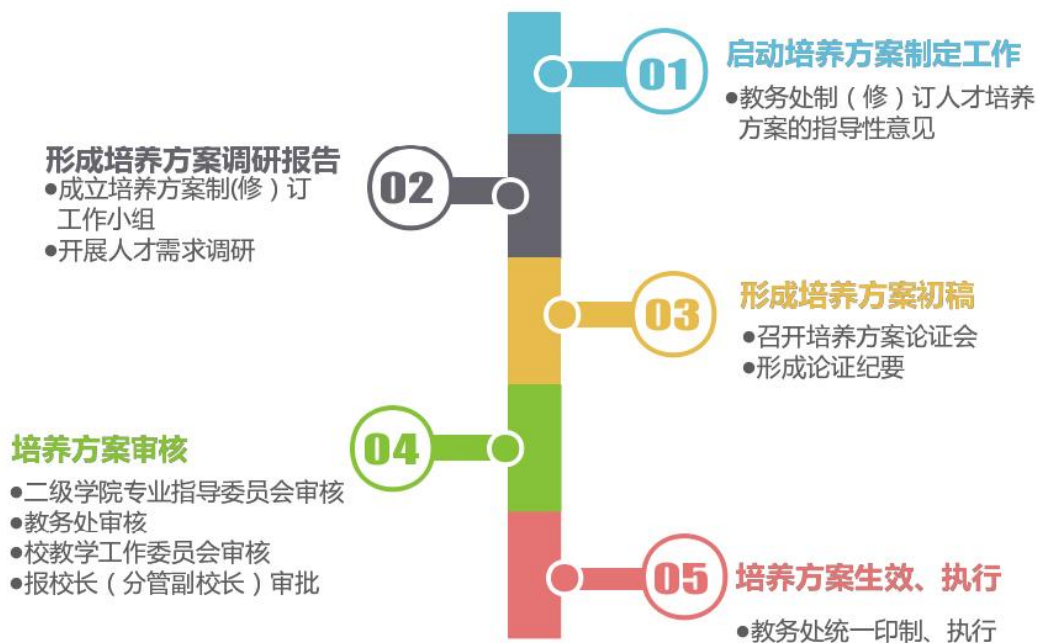 01
启动培养方案制定工作
●教务处制（修）订人才培养
方案的指导性意见
02
形成培养方案调研报告
●成立培养方案制(修）订
工作小组
●开展人才需求调研
03
形成培养方案初稿
●召开培养方案论证会
●形成论证纪要
04
培养方案审核
●二级学院专业指导委员会审核
●教务处审核
●校教学工作委员会审核
●报校长（分管副校长）审批
05
培养方案生效、执行
●教务处统一印制、执行